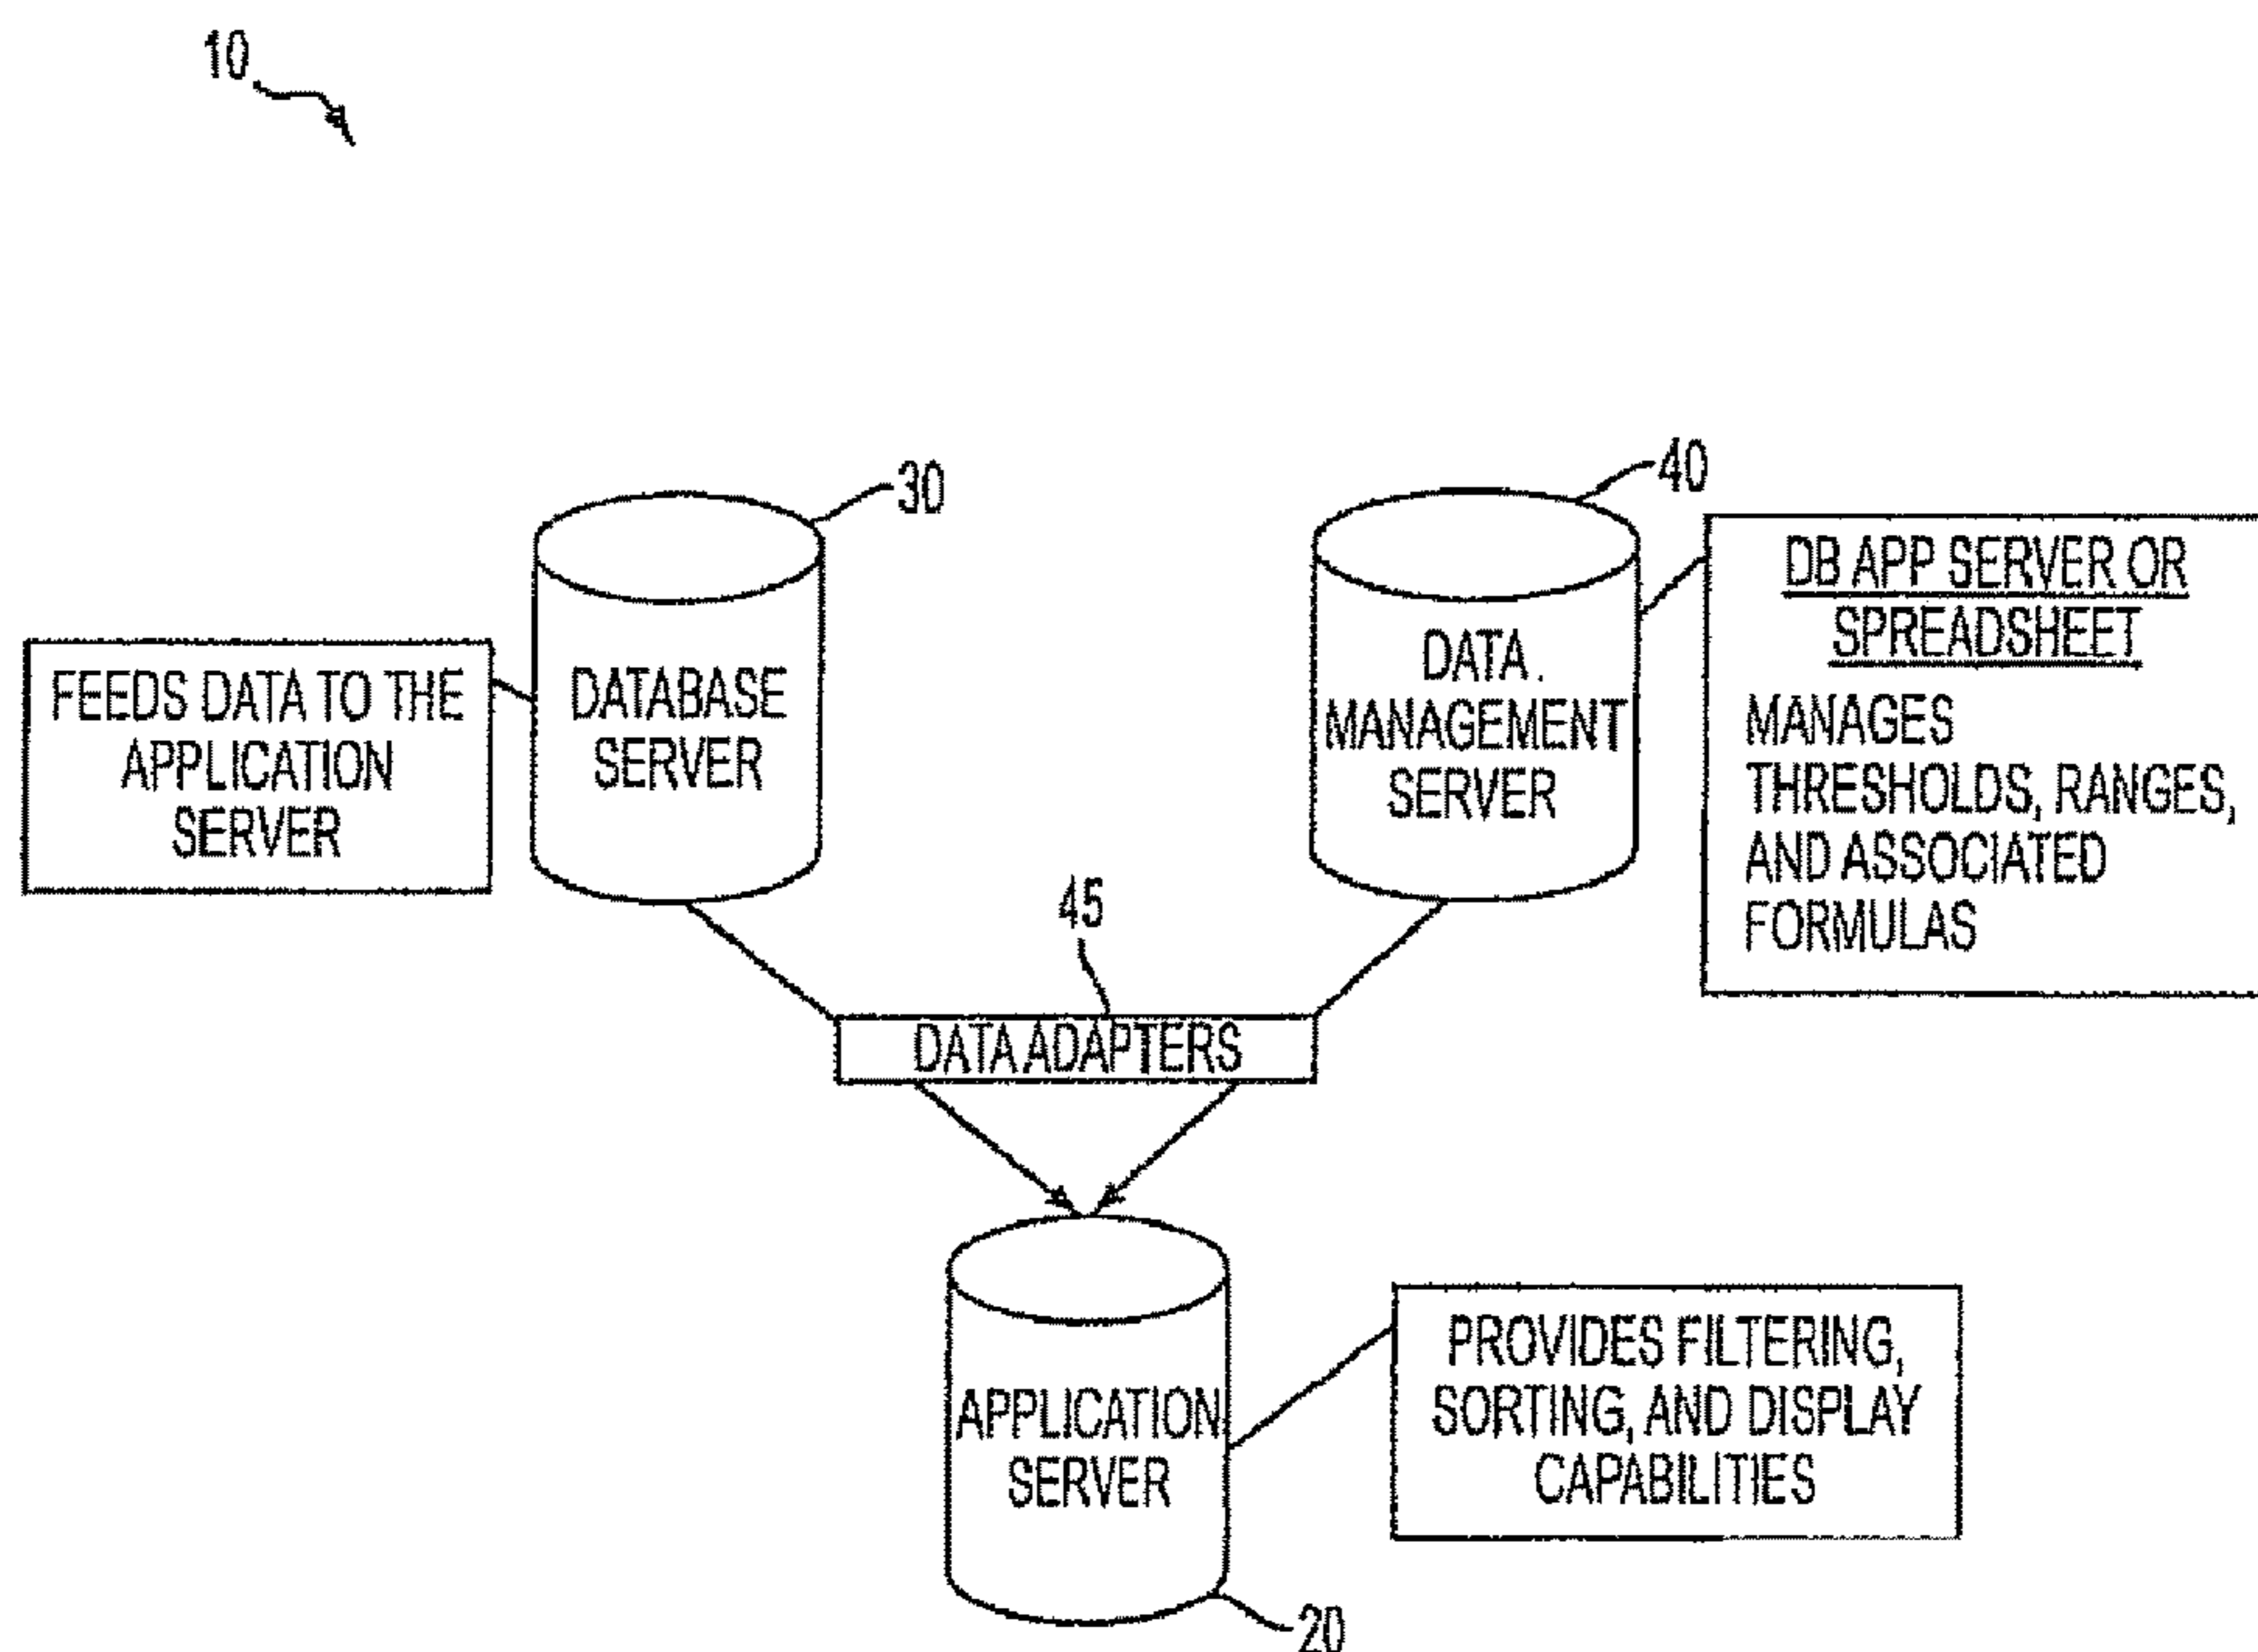 10
30
40
FEEDS DATA TO THE
APPLICATION
SERVER
DATABASE
SERVER
DATA.
MANAGEMENT
SERVER
DB APP SERVER OR
SPREADSHEET
MANAGES
THRESHOLDS, RANGES,
AND ASSOCIATED
FORMULAS
45
DATA ADAPTERS
APPLICATION
SERVER
PROVIDES FILTERING,
SORTING, AND DISPLAY
CAPABILITIES
20